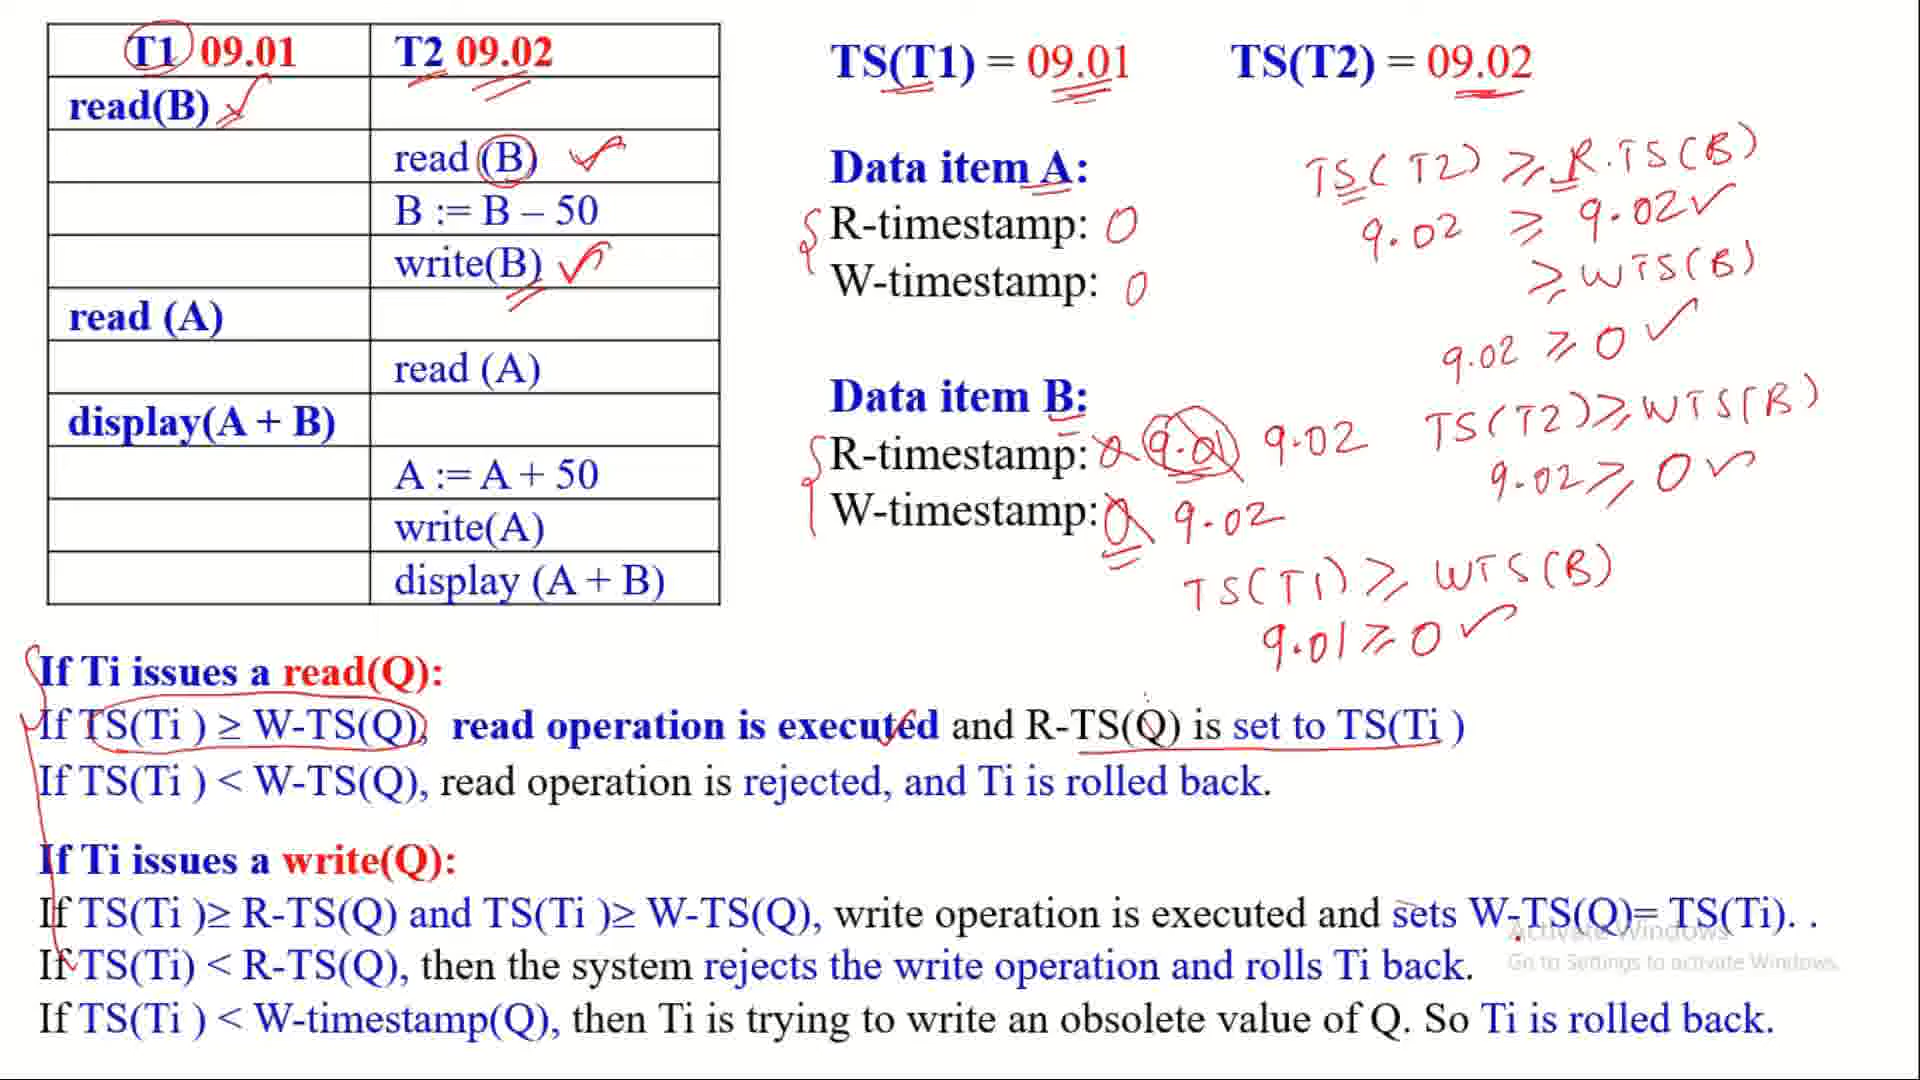 T1 09.01 T2 09.02
read(B)
read (B)
B := B – 50
write(B)
read (A)
read (A)
display(A + B)
A := A + 50
write(A)
display (A + B)
TS(T1) = 09.01 TS(T2) = 09.02
Data item A:
R-timestamp: 0
W-timestamp: 0
Data item B:
R-timestamp: 0 9.01 9.02
W-timestamp: 0 9.02
TS(T2) ≥ R.TS(B)
9.02 ≥ 9.02
≥ WTS(B)
9.02 ≥ 0
TS(T2) ≥ WTS(B)
9.02 ≥ 0
TS(T1) ≥ WTS(B)
9.01 ≥ 0
If Ti issues a read(Q):
If TS(Ti ) ≥ W-TS(Q), read operation is executed and R-TS(Q) is set to TS(Ti )
If TS(Ti ) < W-TS(Q), read operation is rejected, and Ti is rolled back.
If Ti issues a write(Q):
If TS(Ti )≥ R-TS(Q) and TS(Ti )≥ W-TS(Q), write operation is executed and sets W-TS(Q)= TS(Ti). .
If TS(Ti) < R-TS(Q), then the system rejects the write operation and rolls Ti back.
If TS(Ti ) < W-timestamp(Q), then Ti is trying to write an obsolete value of Q. So Ti is rolled back.
Activate Windows
Go to Settings to activate Windows.